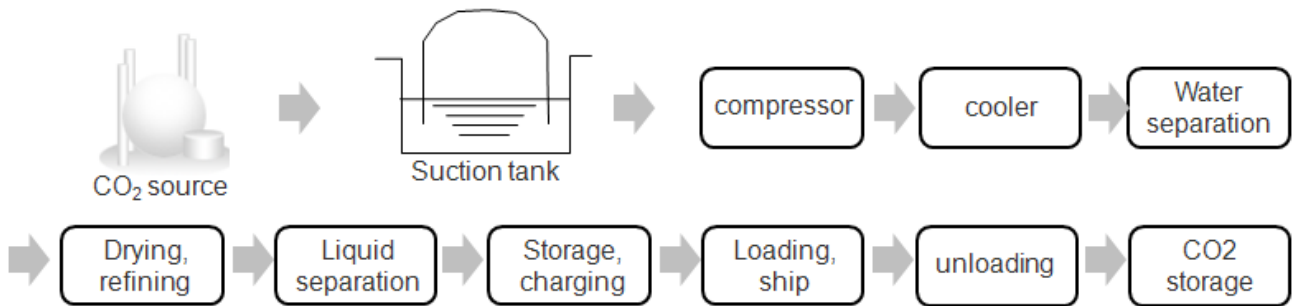 compressor
cooler
Water
separation
Suction tank
CO₂ source
Drying,
refining
Liquid
separation
Storage,
charging
Loading,
ship
unloading
CO2
storage